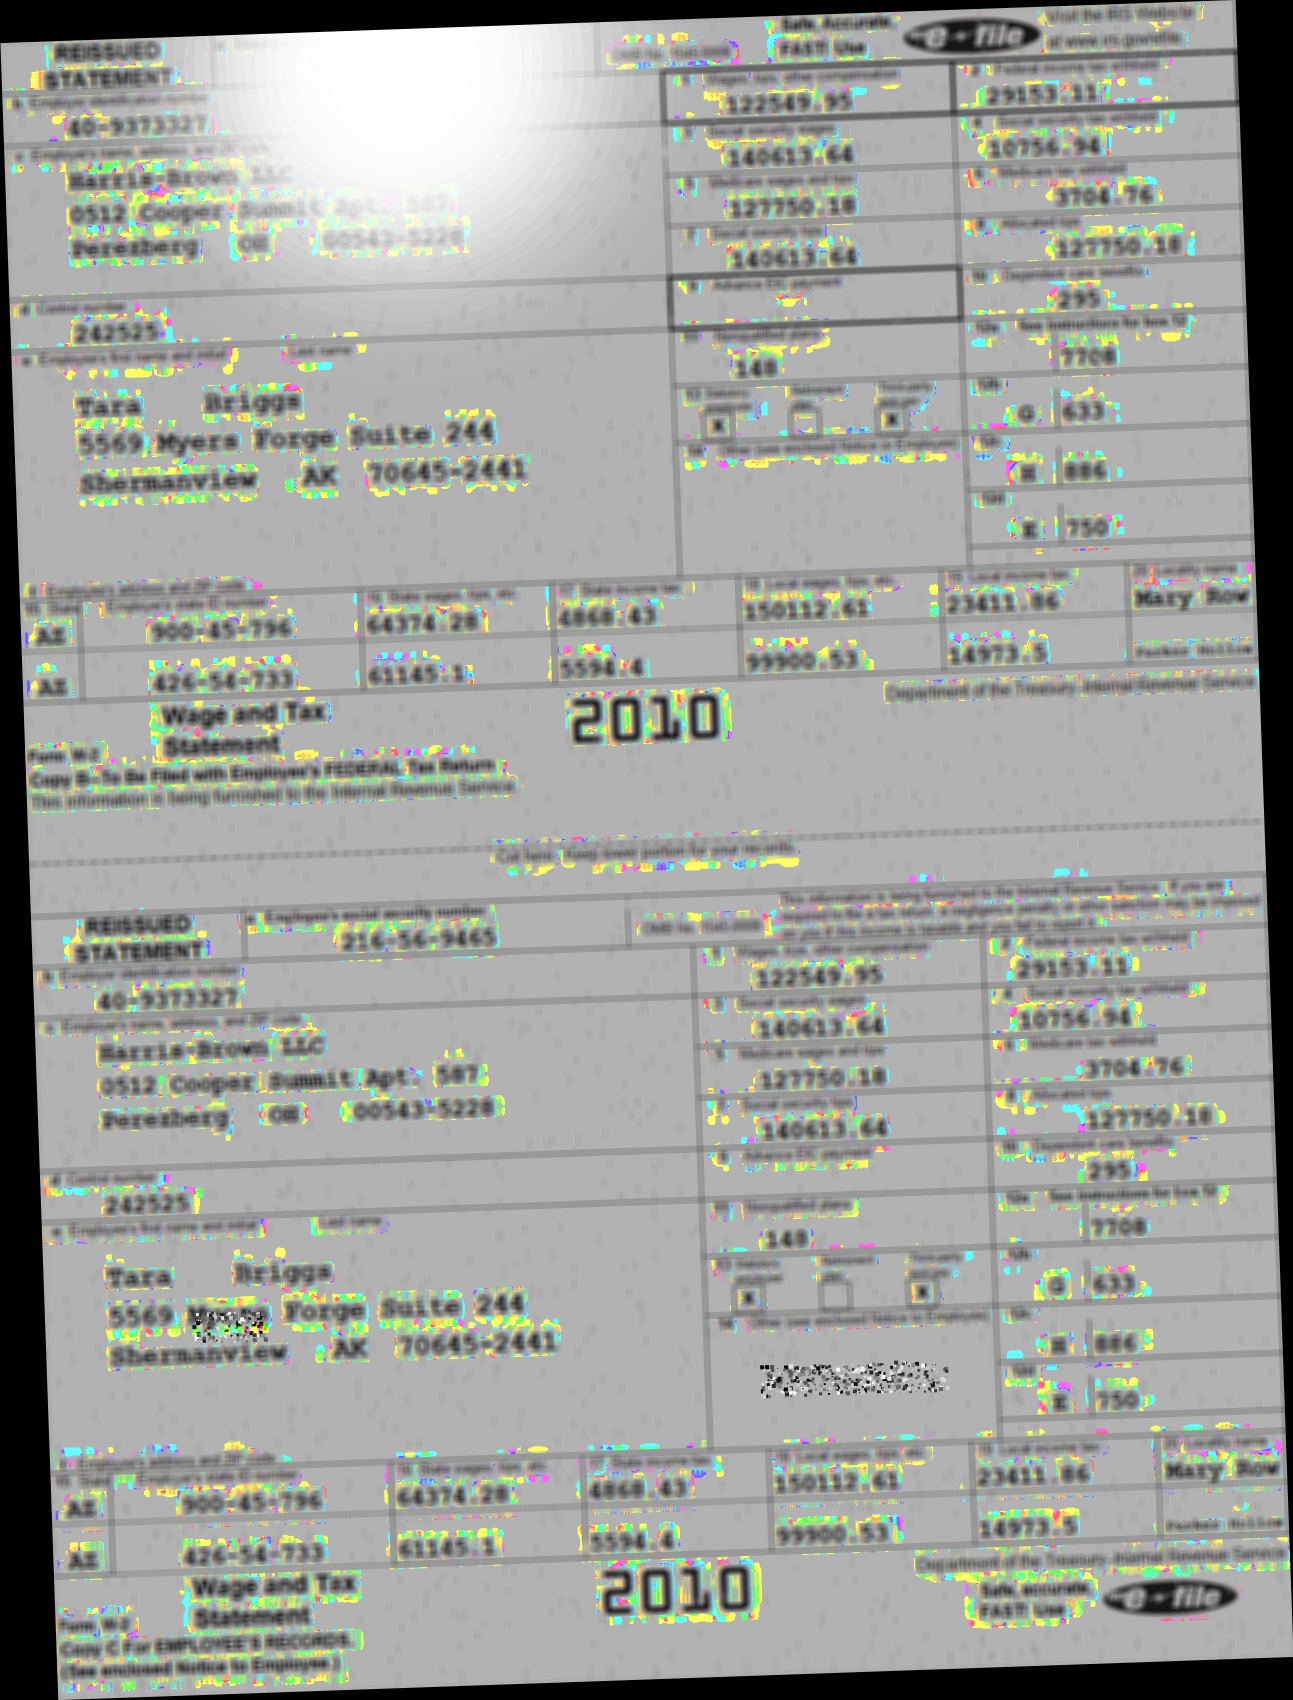 REISSUED
STATEMENT
OMB No. 1545-0008
Safe, Accurate,
FAST! Use
e-file
Visit the IRS Website
at www.irs.gov/efile
b Employer identification number
40-9373327
1 Wages, tips, other compensation
122549.95
2 Federal income tax withheld
29153.11
c Employer's name, address, and ZIP code
Harris-Brown LLC
0512 Cooper Summit Apt. 587
Peresberg OH 00543-5228
3 Social security wages
140613.64
4 Social security tax withheld
10756.94
5 Medicare wages and tips
127750.18
6 Medicare tax withheld
3704.76
7 Social security tips
140613.64
8 Allocated tips
127750.18
d Control number
242525
9 Advance EIC payment
10 Dependent care benefits
295
e Employee's first name and initial Last name
Tara Briggs
5569 Myers Forge Suite 244
Shermanview AK 70645-2441
11 Nonqualified plans
148
12a See instructions for box 12
7708
13 Statutory employee Retirement plan Third-party sick pay
X X
12b
G 633
14 Other (see enclosed Notice to Employee)
12c
H 886
12d
E 750
f Employee's address and ZIP code
15 State Employer's state ID number 16 State wages, tips, etc. 17 State income tax 18 Local wages, tips, etc. 19 Local income tax 20 Locality name
AZ 900-45-796 64374.28 4868.43 150112.61 23411.86 Mary Row
AZ 426-54-733 61145.1 5594.4 99900.53 14973.5 Parker Hollow
Wage and Tax
Statement
2010
Department of the Treasury-Internal Revenue Service
Form W-2
Copy B-To Be Filed with Employee's FEDERAL Tax Return.
This information is being furnished to the Internal Revenue Service.
Cut here. Keep lower portion for your records.
REISSUED
STATEMENT
a Employee's social security number
216-56-9465
OMB No. 1545-0008
This information is being furnished to the Internal Revenue Service. If you are
required to file a tax return, a negligence penalty or other sanction may be imposed
on you if this income is taxable and you fail to report it.
b Employer identification number
40-9373327
1 Wages, tips, other compensation
122549.95
2 Federal income tax withheld
29153.11
c Employer's name, address, and ZIP code
Harris-Brown LLC
0512 Cooper Summit Apt. 587
Peresberg OH 00543-5228
3 Social security wages
140613.64
4 Social security tax withheld
10756.94
5 Medicare wages and tips
127750.18
6 Medicare tax withheld
3704.76
7 Social security tips
140613.64
8 Allocated tips
127750.18
d Control number
242525
9 Advance EIC payment
10 Dependent care benefits
295
e Employee's first name and initial Last name
Tara Briggs
5569 Forge Suite 244
Shermanview AK 70645-2441
11 Nonqualified plans
148
12a See instructions for box 12
7708
13 Statutory employee Retirement plan Third-party sick pay
X X
12b
G 633
14 Other (see enclosed Notice to Employee)
12c
H 886
12d
E 750
f Employee's address and ZIP code
15 State Employer's state ID number 16 State wages, tips, etc. 17 State income tax 18 Local wages, tips, etc. 19 Local income tax 20 Locality name
AZ 900-45-796 64374.28 4868.43 150112.61 23411.86 Mary Row
AZ 426-54-733 61145.1 5594.4 99900.53 14973.5 Parker Hollow
Wage and Tax
Statement
2010
Department of the Treasury-Internal Revenue Service
Safe, accurate,
FAST! Use
e-file
Form W-2
Copy C For EMPLOYEE'S RECORDS.
(See enclosed Notice to Employee.)